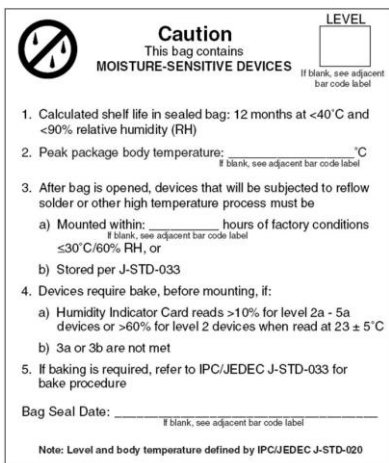 LEVEL
Caution
This bag contains
MOISTURE-SENSITIVE DEVICES
If blank, see adjacent
bar code label
1. Calculated shelf life in sealed bag: 12 months at <40˚C and
<90% relative humidity (RH)
2. Peak package body temperature: ____________________˚C
If blank, see adjacent bar code label
3. After bag is opened, devices that will be subjected to reflow
solder or other high temperature process must be
a) Mounted within: __________ hours of factory conditions
If blank, see adjacent bar code label
≤30˚C/60% RH, or
b) Stored per J-STD-033
4. Devices require bake, before mounting, if:
a) Humidity Indicator Card reads >10% for level 2a - 5a
devices or >60% for level 2 devices when read at 23 ± 5˚C
b) 3a or 3b are not met
5. If baking is required, refer to IPC/JEDEC J-STD-033 for
bake procedure
Bag Seal Date: ____________________________________
If blank, see adjacent bar code label
Note: Level and body temperature defined by IPC/JEDEC J-STD-020